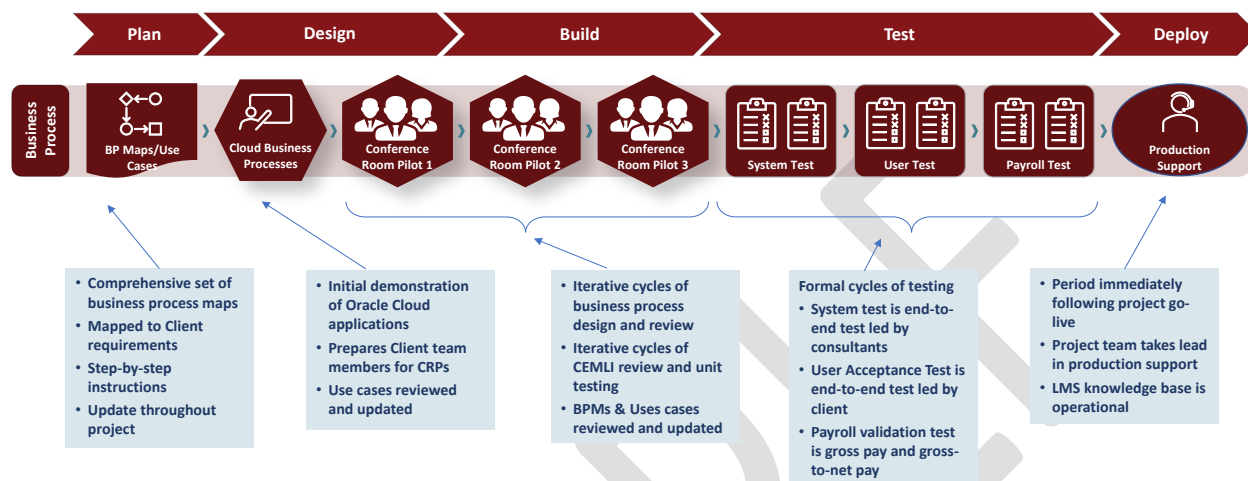 Plan
Design
Build
Test
Deploy
Business
Process
BP Maps/Use
Cases
Cloud Business
Processes
Conference
Room Pilot 1
Conference
Room Pilot 2
Conference
Room Pilot 3
System Test
User Test
Payroll Test
Production
Support
• Comprehensive set of
business process maps
• Mapped to Client
requirements
• Step-by-step
instructions
• Update throughout
project
• Initial demonstration
of Oracle Cloud
applications
• Prepares Client team
members for CRPs
• Use cases reviewed
and updated
• Iterative cycles of
business process
design and review
• Iterative cycles of
CEMLI review and unit
testing
• BPMs & Uses cases
reviewed and updated
Formal cycles of testing
• System test is end-to-
end test led by
consultants
• User Acceptance Test is
end-to-end test led by
client
• Payroll validation test
is gross pay and gross-
to-net pay
• Period immediately
following project go-
live
• Project team takes lead
in production support
• LMS knowledge base is
operational